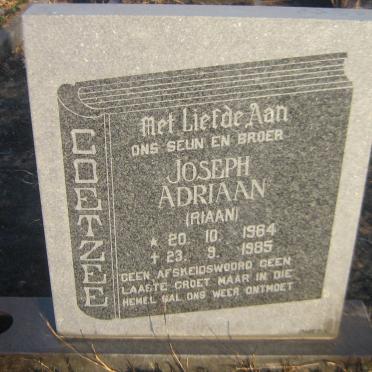 COETZEE
Met Liefde Aan
ONS SEUN EN BROER
JOSEPH
ADRIAAN
(RIAAN)
* 20. 10. 1964
† 23. 9. 1985
GEEN AFSKEIDSWOORD GEEN
LAASTE GROET MAAR IN DIE
HEMEL SAL ONS WEER ONTMOET